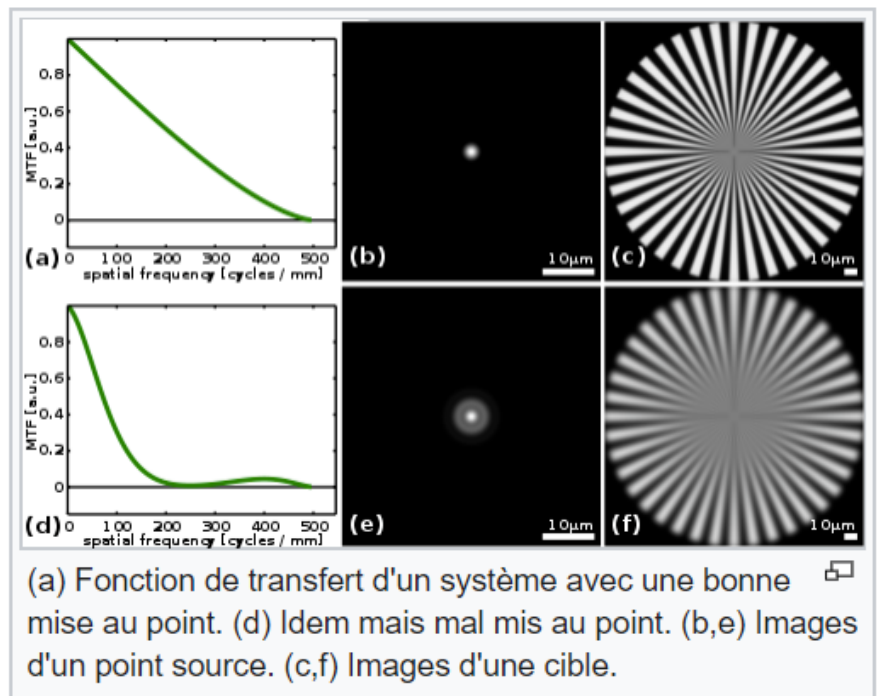 0.8
0.6
0.4
0.2
0
MTF [a.u.]
0 100 200 300 400 500
spatial frequency [cycles / mm]
(a)
(b)
10μm
(c)
10μm
0.8
0.6
0.4
0.2
0
MTF [a.u.]
0 100 200 300 400 500
spatial frequency [cycles / mm]
(d)
(e)
10μm
(f)
10μm
(a) Fonction de transfert d'un système avec une bonne
mise au point. (d) Idem mais mal mis au point. (b,e) Images
d'un point source. (c,f) Images d'une cible.